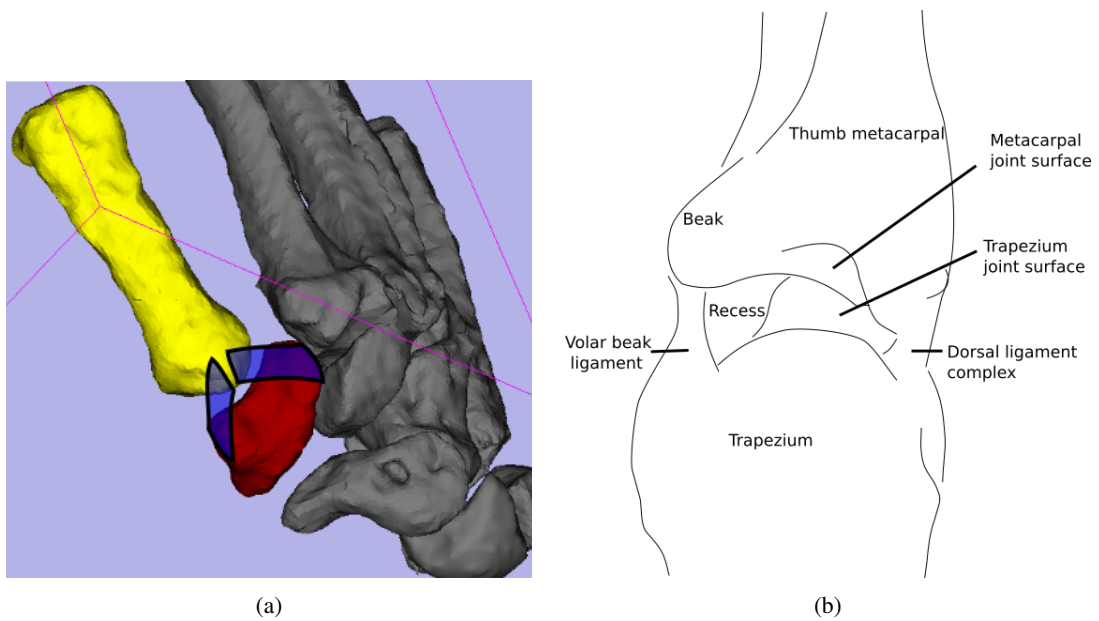 Thumb metacarpal
Metacarpal
joint surface
Beak
Trapezium
joint surface
Recess
Volar beak
ligament
Dorsal ligament
complex
Trapezium
(a)
(b)